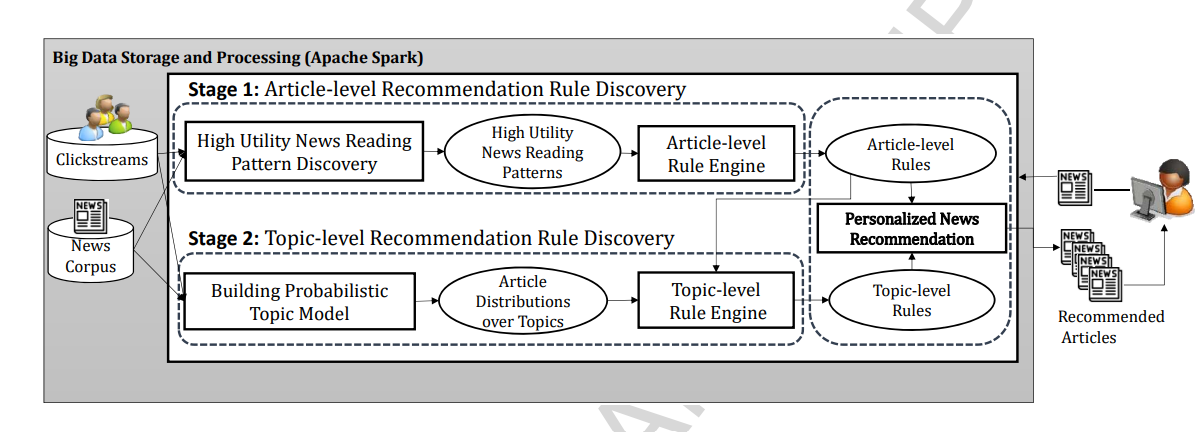 Big Data Storage and Processing (Apache Spark)
Stage 1: Article-level Recommendation Rule Discovery
Clickstreams
High Utility News Reading
Pattern Discovery
High Utility
News Reading
Patterns
Article-level
Rule Engine
Article-level
Rules
NEWS
News
Corpus
Personalized News
Recommendation
NEWS
Stage 2: Topic-level Recommendation Rule Discovery
Building Probabilistic
Topic Model
Article
Distributions
over Topics
Topic-level
Rule Engine
Topic-level
Rules
NEWS
NEWS
NEWS
NEWS
Recommended
Articles